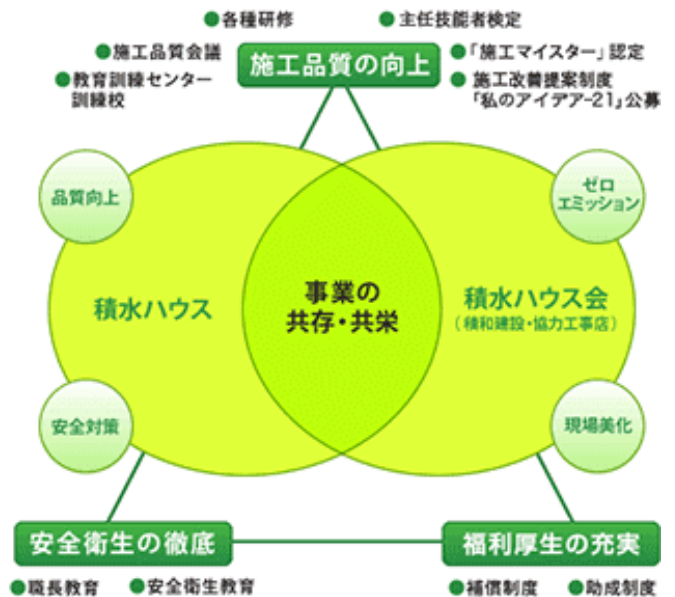 各種研修
主任技能者検定
施工品質会議
施工品質の向上
「施工マイスター」認定
教育訓練センター
訓練校
施工改善提案制度
「私のアイデア-21」公募
品質向上
ゼロ
エミッション
積水ハウス
事業の
共存・共栄
積水ハウス会
（積和建設・協力工事店）
安全対策
現場美化
安全衛生の徹底
福利厚生の充実
職長教育
安全衛生教育
補償制度
助成制度